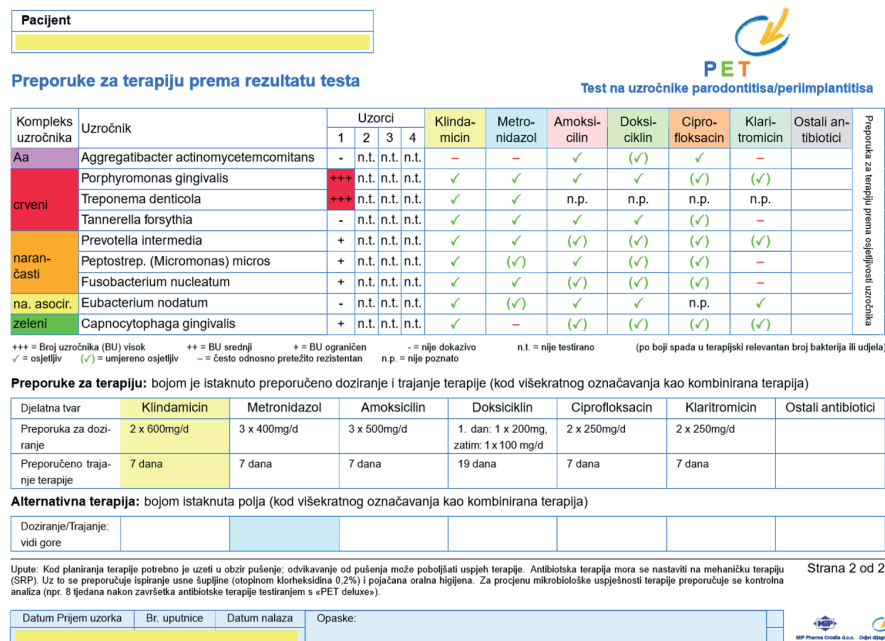 Pacijent
PET
Preporuke za terapiju prema rezultatu testa
Test na uzročnike parodontitisa/periimplantitisa
Kompleks uzročnika Uzročnik Uzorci 1 2 3 4 Klinda-micin Metro-nidazol Amoksi-cilin Doksi-ciklin Cipro-floksacin Klari-tromicin Ostali an-tibiotici Preporuka za terapiju prema osjetljivosti uzročnika
Aa Aggregatibacter actinomycetemcomitans - n.t. n.t. n.t. – – ✓ (✓) ✓ –
crveni Porphyromonas gingivalis +++ n.t. n.t. n.t. ✓ ✓ ✓ ✓ (✓) (✓)
Treponema denticola +++ n.t. n.t. n.t. ✓ ✓ n.p. n.p. n.p. n.p.
Tannerella forsythia - n.t. n.t. n.t. ✓ ✓ ✓ ✓ (✓) –
naran-časti Prevotella intermedia + n.t. n.t. n.t. ✓ ✓ (✓) (✓) (✓) (✓)
Peptostrep. (Micromonas) micros + n.t. n.t. n.t. ✓ (✓) ✓ (✓) (✓) –
Fusobacterium nucleatum + n.t. n.t. n.t. ✓ ✓ (✓) (✓) (✓) –
na. asocir. Eubacterium nodatum - n.t. n.t. n.t. ✓ (✓) ✓ ✓ n.p. ✓
zeleni Capnocytophaga gingivalis + n.t. n.t. n.t. ✓ – (✓) (✓) (✓) (✓)
+++ = Broj uzročnika (BU) visok ++ = BU srednji + = BU ograničen - = nije dokazivo n.t. = nije testirano (po boji spada u terapijski relevantan broj bakterija ili udjela)
✓ = osjetljiv (✓) = umjereno osjetljiv – = često odnosno pretežito rezistentan n.p. = nije poznato
Preporuke za terapiju: bojom je istaknuto preporučeno doziranje i trajanje terapije (kod višekratnog označavanja kao kombinirana terapija)
Djelatna tvar Klindamicin Metronidazol Amoksicilin Doksiciklin Ciprofloksacin Klaritromicin Ostali antibiotici
Preporuka za dozi- 2 x 600mg/d 3 x 400mg/d 3 x 500mg/d 1. dan: 1 x 200mg, 2 x 250mg/d 2 x 250mg/d
ranje zatim: 1 x 100 mg/d
Preporučeno traja- 7 dana 7 dana 7 dana 19 dana 7 dana 7 dana
nje terapije
Alternativna terapija: bojom istaknuta polja (kod višekratnog označavanja kao kombinirana terapija)
Doziranje/Trajanje:
vidi gore
Upute: Kod planiranja terapije potrebno je uzeti u obzir pušenje; odvikavanje od pušenja može poboljšati uspjeh terapije. Antibiotska terapija mora se nastaviti na mehaničku terapiju
(SRP). Uz to se preporučuje ispiranje usne šupljine (otopinom klorheksidina 0,2%) i pojačana oralna higijena. Za procjenu mikrobiološke uspješnosti terapije preporučuje se kontrolna
analiza (npr. 8 tjedana nakon završetka antibiotske terapije testiranjem s «PET deluxe»).
Strana 2 od 2
Datum Prijem uzorka Br. uputnice Datum nalaza Opaske:
MIP
MIP Pharma Croatia d.o.o. Odjel